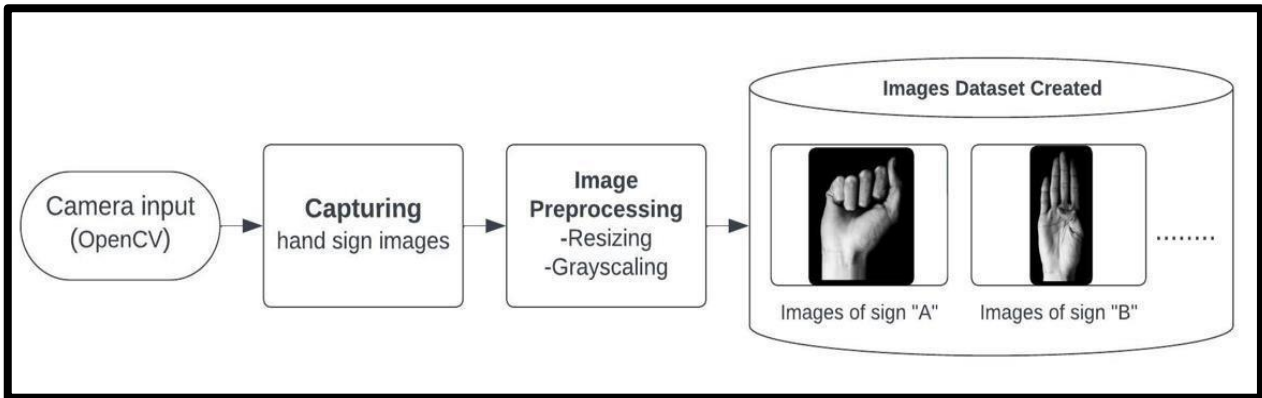 Camera input
(OpenCV)
Capturing
hand sign images
Image
Preprocessing
-Resizing
-Grayscaling
Images Dataset Created
........
Images of sign "A"
Images of sign "B"